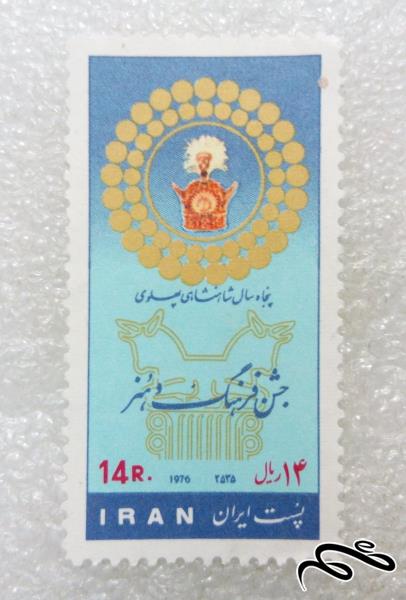 پنجاه سال شاهنشاهی پهلوی
جشن فرهنگ و هنر
14R. 1976 ۲۵۳۵ ۱۴ ریال
IRAN پست ایران